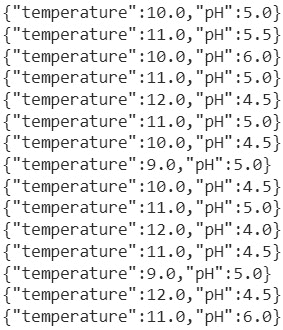 {"temperature":10.0,"pH":5.0}
{"temperature":11.0,"pH":5.5}
{"temperature":10.0,"pH":6.0}
{"temperature":11.0,"pH":5.0}
{"temperature":12.0,"pH":4.5}
{"temperature":11.0,"pH":5.0}
{"temperature":10.0,"pH":4.5}
{"temperature":9.0,"pH":5.0}
{"temperature":10.0,"pH":4.5}
{"temperature":11.0,"pH":5.0}
{"temperature":12.0,"pH":4.0}
{"temperature":11.0,"pH":4.5}
{"temperature":9.0,"pH":5.0}
{"temperature":12.0,"pH":4.5}
{"temperature":11.0,"pH":6.0}